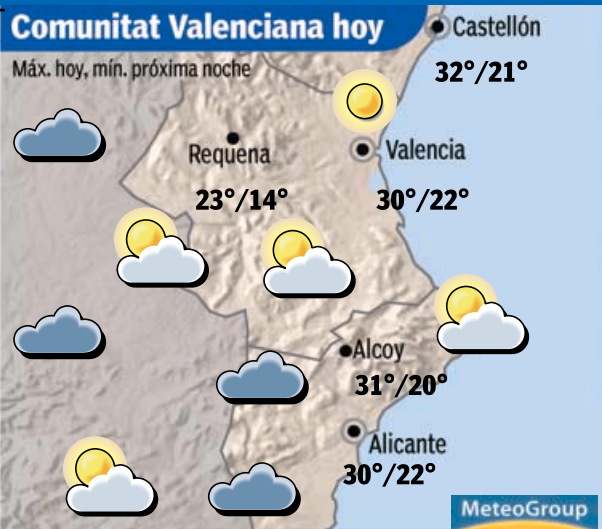 Comunitat Valenciana hoy
Máx. hoy, mín. próxima noche
Castellón
32°/21°
Requena
23°/14°
Valencia
30°/22°
Alcoy
31°/20°
Alicante
30°/22°
MeteoGroup